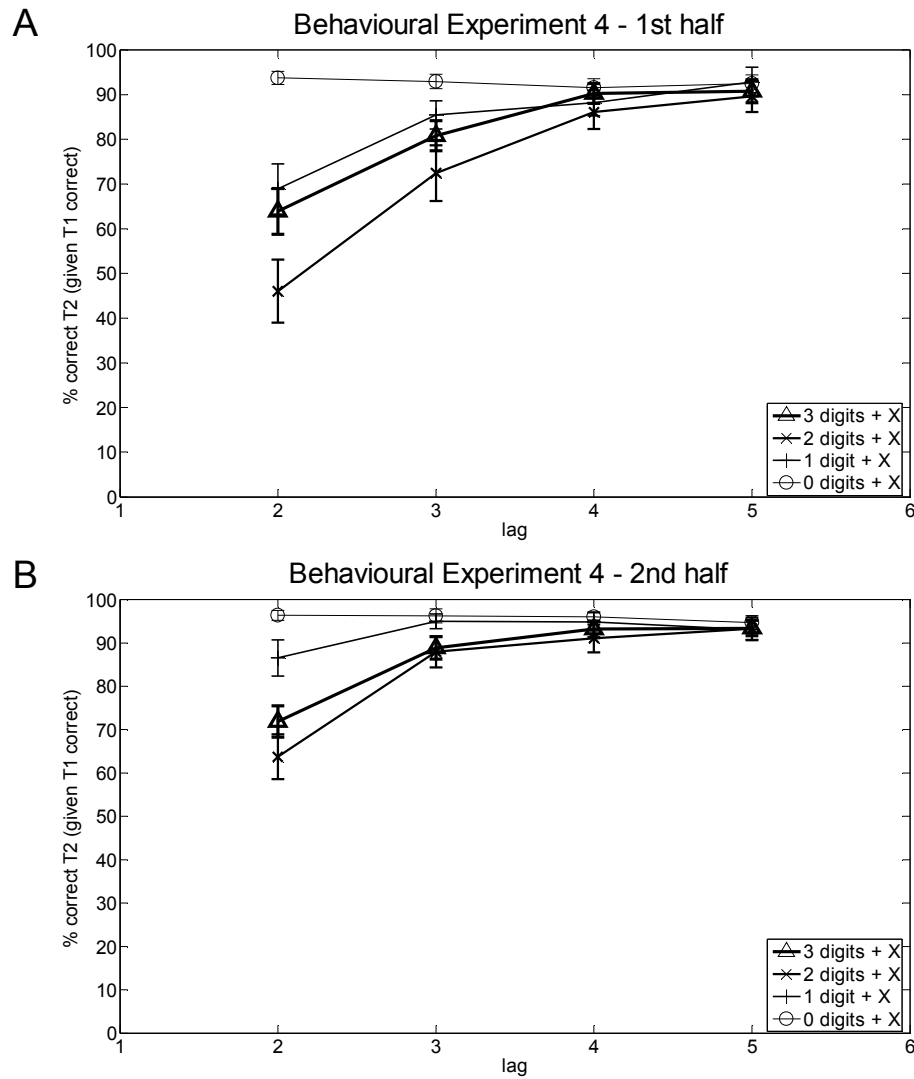 A
Behavioural Experiment 4 - 1st half
100
90
80
70
60
50
40
30
20
10
0
% correct T2 (given T1 correct)
3 digits + X
2 digits + X
1 digit + X
0 digits + X
1 2 3 4 5 6
lag
B
Behavioural Experiment 4 - 2nd half
100
90
80
70
60
50
40
30
20
10
0
% correct T2 (given T1 correct)
3 digits + X
2 digits + X
1 digit + X
0 digits + X
1 2 3 4 5 6
lag